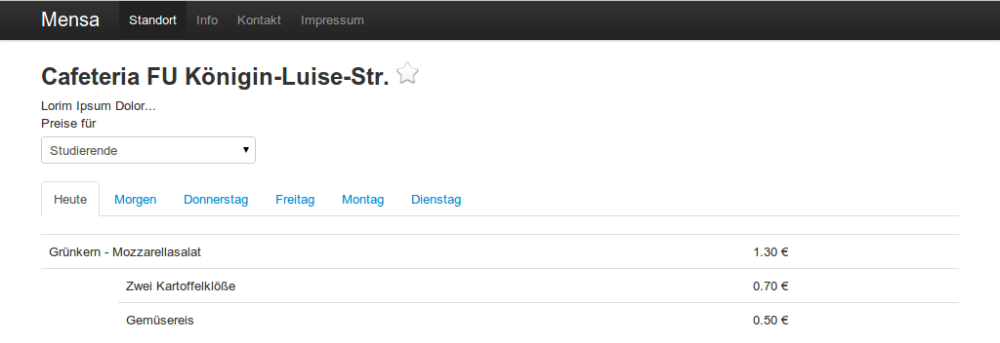 Mensa Standort Info Kontakt Impressum
Cafeteria FU Königin-Luise-Str.
Lorim Ipsum Dolor...
Preise für
Studierende
Heute Morgen Donnerstag Freitag Montag Dienstag
Grünkern - Mozzarellasalat 1.30 €
Zwei Kartoffelklöße 0.70 €
Gemüsereis 0.50 €